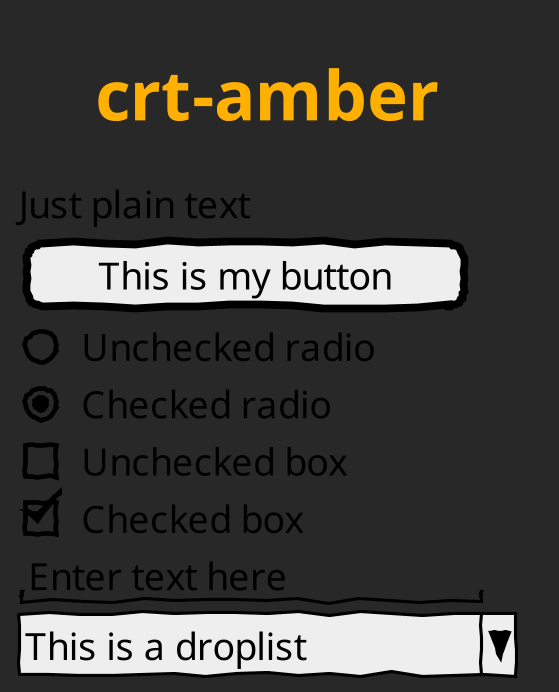 crt-amber
Just plain text
This is my button
Unchecked radio
Checked radio
Unchecked box
Checked box
Enter text here
This is a droplist